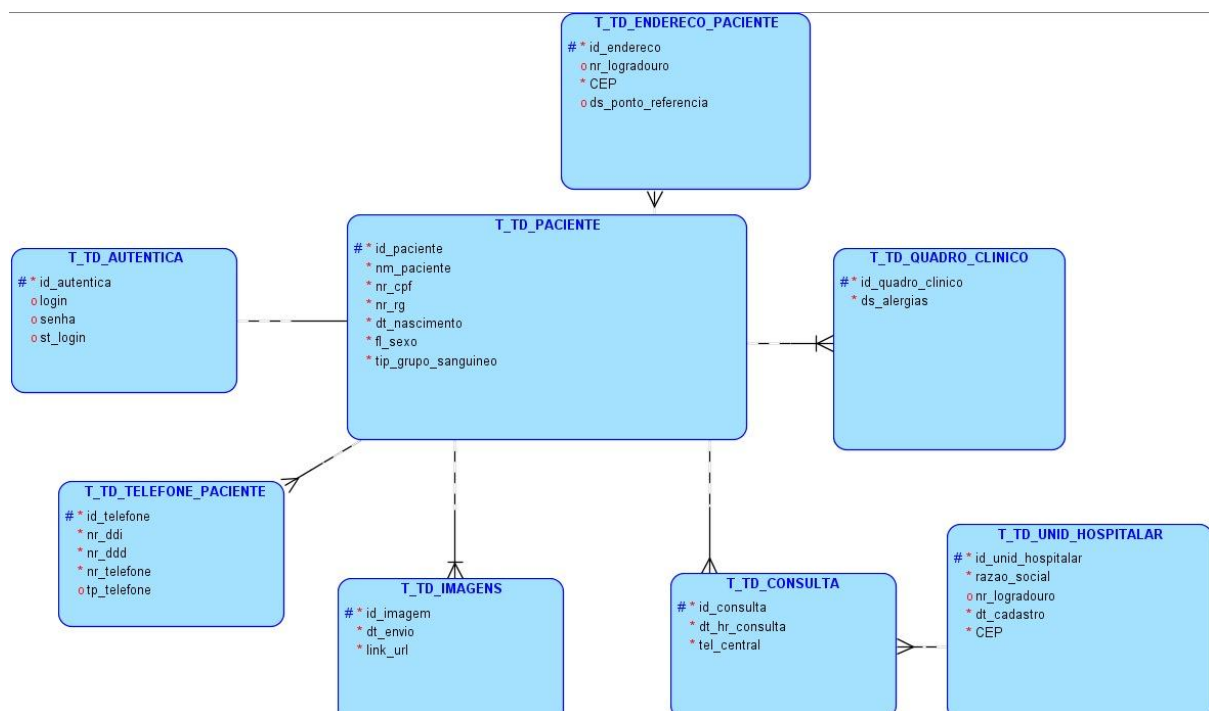 T_TD_ENDERECO_PACIENTE
# * id_endereco
o nr_logradouro
* CEP
o ds_ponto_referencia
T_TD_PACIENTE
# * id_paciente
* nm_paciente
* nr_cpf
* nr_rg
* dt_nascimento
* fl_sexo
* tip_grupo_sanguineo
T_TD_AUTENTICA
# * id_autentica
o login
o senha
o st_login
T_TD_QUADRO_CLINICO
# * id_quadro_clinico
* ds_alergias
T_TD_TELEFONE_PACIENTE
# * id_telefone
* nr_ddi
* nr_ddd
* nr_telefone
o tp_telefone
T_TD_IMAGENS
# * id_imagem
* dt_envio
* link_url
T_TD_CONSULTA
# * id_consulta
* dt_hr_consulta
* tel_central
T_TD_UNID_HOSPITALAR
# * id_unid_hospitalar
* razao_social
o nr_logradouro
* dt_cadastro
* CEP